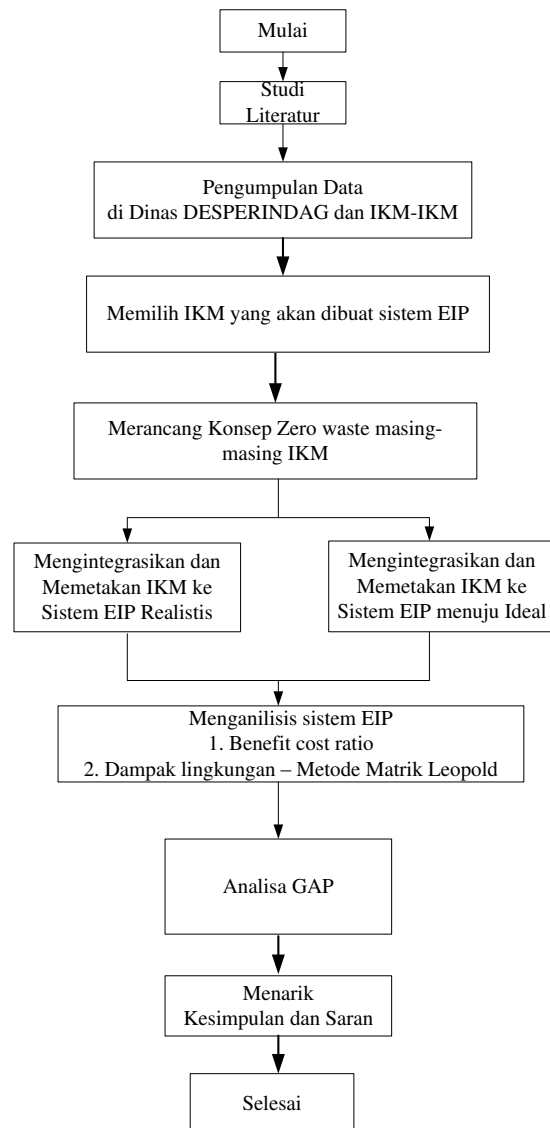 Mulai
Studi
Literatur
Pengumpulan Data
di Dinas DESPERINDAG dan IKM-IKM
Memilih IKM yang akan dibuat sistem EIP
Merancang Konsep Zero waste masing-
masing IKM
Mengintegrasikan dan
Memetakan IKM ke
Sistem EIP Realistis
Mengintegrasikan dan
Memetakan IKM ke
Sistem EIP menuju Ideal
Menganilisis sistem EIP
1. Benefit cost ratio
2. Dampak lingkungan – Metode Matrik Leopold
Analisa GAP
Menarik
Kesimpulan dan Saran
Selesai